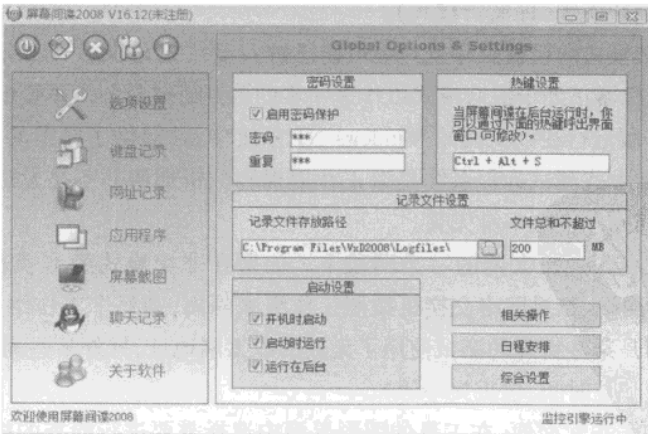 屏幕间谍2008 V16.12(未注册)
Global Options & Settings
选项设置
键盘记录
网址记录
应用程序
屏幕截图
聊天记录
关于软件
密码设置
启用密码保护
密码 ***
重复 ***
热键设置
当屏幕间谍在后台运行时，你
可以通过下面的热键呼出界面
窗口(可修改)。
Ctrl + Alt + S
记录文件设置
记录文件存放路径
文件总和不超过
C:\Program Files\VxD2008\Logfiles\
200 MB
启动设置
开机时启动
启动时运行
运行在后台
相关操作
日程安排
综合设置
欢迎使用屏幕间谍2008
监控引擎运行中